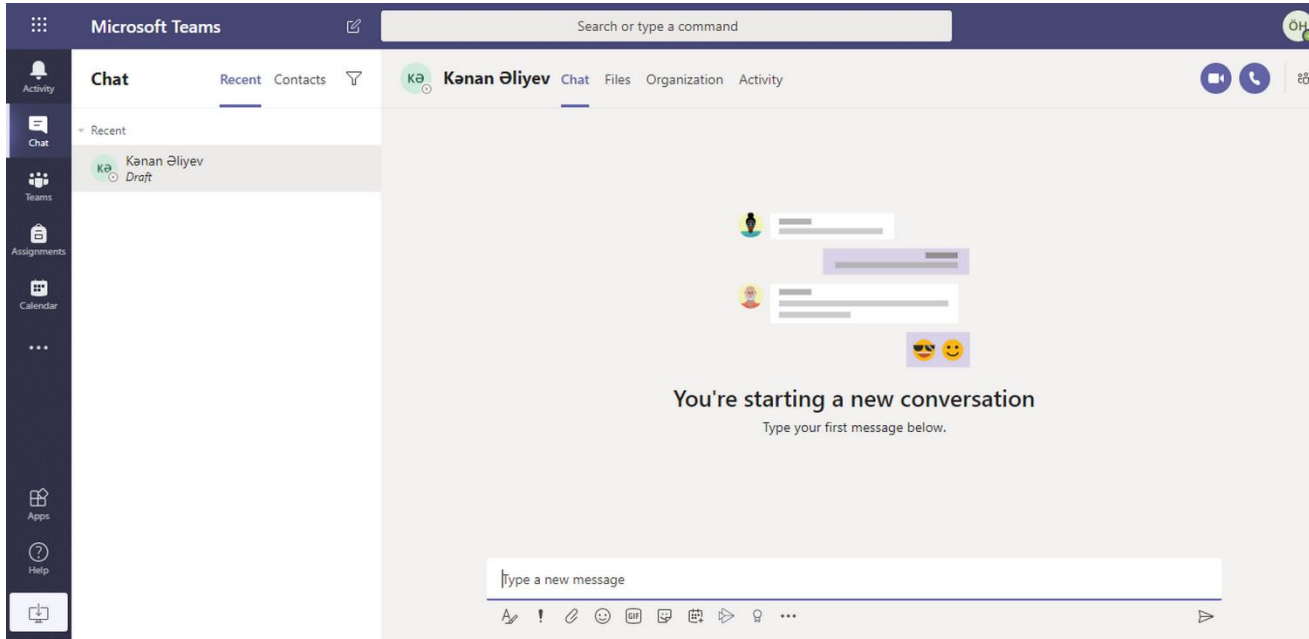 Microsoft Teams
Search or type a command
ÖH
Activity
Chat
Teams
Assignments
Calendar
Apps
Help
Chat Recent Contacts
Recent
Kənan Əliyev
Draft
KƏ Kənan Əliyev Chat Files Organization Activity
KƏ
You're starting a new conversation
Type your first message below.
Type a new message
GIF